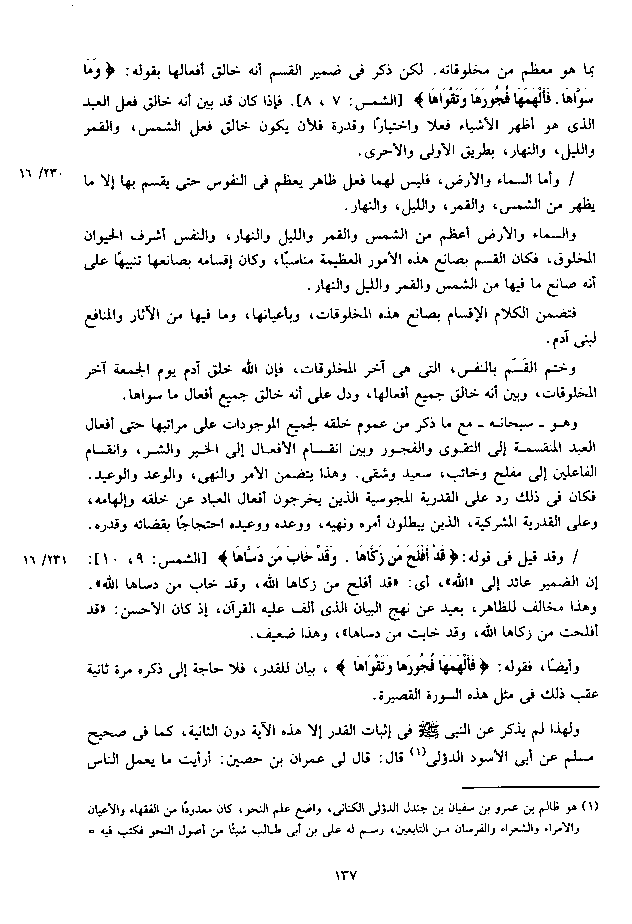 بما هو معظم من مخلوقاته. لكن ذكر فى ضمير القسم أنه خالق أفعالها بقوله: ﴿ وَمَا
سَوَّاهَا. فَأَلْهَمَهَا فُجُورَهَا وَتَقْوَاهَا ﴾ [الشمس: ٧ ، ٨]. فإذا كان قد بين أنه خالق فعل العبد
الذى هو أظهر الأشياء فعلا واختيارًا وقدرة فلأن يكون خالق فعل الشمس، والقمر
والليل، والنهار، بطريق الأولى والأحرى.
١٦ /٢٣٠
/ وأما السماء والأرض، فليس لهما فعل ظاهر يعظم فى النفوس حتى يقسم بها إلا ما
يظهر من الشمس، والقمر، والليل، والنهار.
والسماء والأرض أعظم من الشمس والقمر والليل والنهار، والنفس أشرف الحيوان
المخلوق، فكان القسم بصانع هذه الأمور العظيمة مناسبًا، وكان إقسامه بصانعها تنبيهًا على
أنه صانع ما فيها من الشمس والقمر والليل والنهار.
فتضمن الكلام الإقسام بصانع هذه المخلوقات، وبأعيانها، وما فيها من الآثار والمنافع
لبنى آدم.
وختم القَسَم بالنفس، التى هى آخر المخلوقات، فإن الله خلق آدم يوم الجمعة آخر
المخلوقات، وبين أنه خالق جميع أفعالها، ودل على أنه خالق جميع أفعال ما سواها.
وهـو ـ سبحانـه ـ مع ما ذكر من عموم خلقه لجميع الموجودات على مراتبها حتى أفعال
العبد المنقسمـة إلى التقوى والفجور وبين انقسـام الأفعـال إلى الخير والشر، وانقسام
الفاعلين إلى مفلح وخائب، سعيد وشقى. وهذا يتضمن الأمر والنهى، والوعد والوعيد.
فكان فى ذلك رد على القدرية المجوسية الذين يخرجون أفعال العباد عن خلقه وإلهامه،
وعلى القدرية المشركية، الذين يبطلون أمره ونهيه، ووعده ووعيده احتجاجًا بقضائه وقدره.
١٦ /٢٣١
/ وقد قيل فى قوله: ﴿ قَدْ أَفْلَحَ مَن زَكَّاهَا . وَقَدْ خَابَ مَن دَسَّاهَا ﴾ [الشمس: ٩، ١٠]:
إن الضمير عائد إلى «الله»، أى: «قد أفلح من زكاها الله، وقد خاب من دساها الله».
وهذا مخالف للظاهر، بعيد عن نهج البيان الذى ألف عليه القرآن، إذ كان الأحسن: «قد
أفلحت من زكاها الله، وقد خابت من دساها»، وهذا ضعيف.
وأيضًا، فقوله: ﴿ فَأَلْهَمَهَا فُجُورَهَا وَتَقْوَاهَا ﴾ ، بيان للقدر، فلا حاجة إلى ذكره مرة ثانية
عقب ذلك فى مثل هذه السورة القصيرة.
ولهذا لم يذكر عن النبى ﷺ فى إثبات القدر إلا هذه الآية دون الثانية، كما فى صحيح
مسلم عن أبى الأسود الدؤلى(١) قال: قال لى عمران بن حصين: أرأيت ما يعمل الناس
(١) هو ظالم بن عمرو بن سفيان بن جندل الدؤلى الكنانى، واضع علم النحو، كان معدودًا من الفقهاء والأعيان
والأمراء والشعراء والفرسان من التابعين، رسم له على بن أبى طالب شيئًا من أصول النحو فكتب فيه =
١٣٧